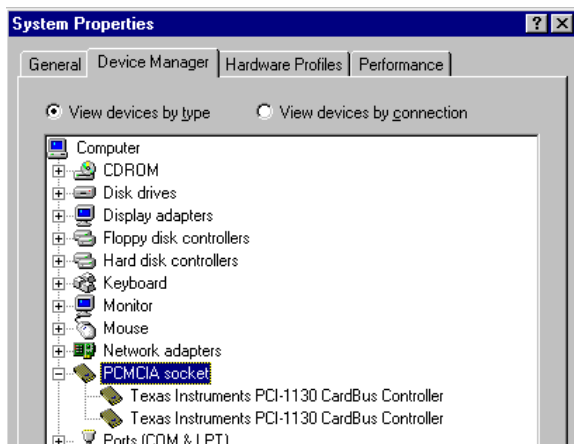 System Properties
General Device Manager Hardware Profiles Performance
View devices by type View devices by connection
Computer
CDROM
Disk drives
Display adapters
Floppy disk controllers
Hard disk controllers
Keyboard
Monitor
Mouse
Network adapters
PCMCIA socket
Texas Instruments PCI-1130 CardBus Controller
Texas Instruments PCI-1130 CardBus Controller
Ports (COM & LPT)